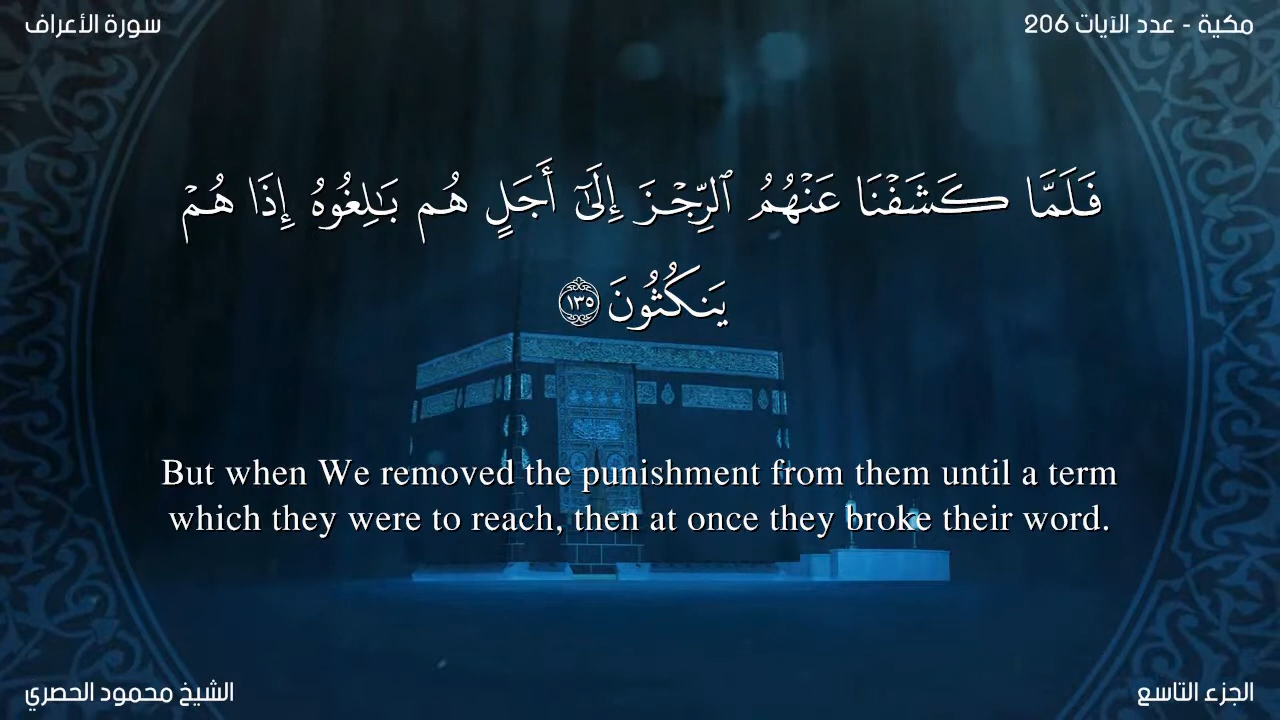 سورة الأعراف
مكية - عدد الآيات 206
فَلَمَّا كَشَفْنَا عَنْهُمُ ٱلرِّجْزَ إِلَىٰٓ أَجَلٍ هُم بَـٰلِغُوهُ إِذَا هُمْ
يَنكُثُونَ ١٣٥
But when We removed the punishment from them until a term
which they were to reach, then at once they broke their word.
الشيخ محمود الحصري
الجزء التاسع